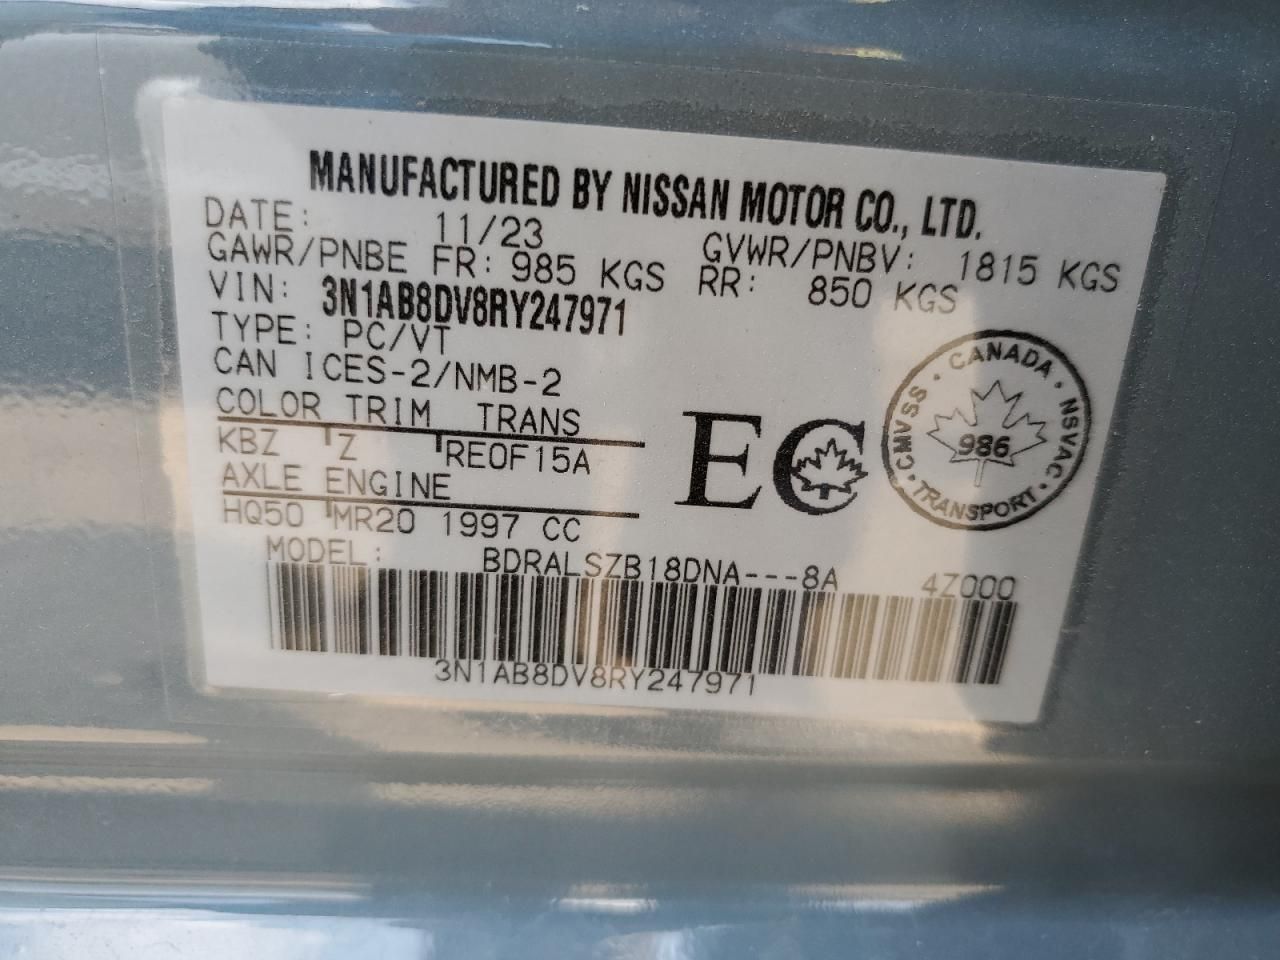 MANUFACTURED BY NISSAN MOTOR CO., LTD.
DATE: 11/23 GVWR/PNBV: 1815 KGS
GAWR/PNBE FR: 985 KGS RR: 850 KGS
VIN: 3N1AB8DV8RY247971
TYPE: PC/VT
CAN ICES-2/NMB-2
COLOR TRIM TRANS
KBZ Z RE0F15A
AXLE ENGINE
HQ50 MR20 1997 CC
EC
CANADA · NSVAC · TRANSPORT · CMVSS ·
986
MODEL: BDRALSZB18DNA---8A 4Z000
3N1AB8DV8RY247971